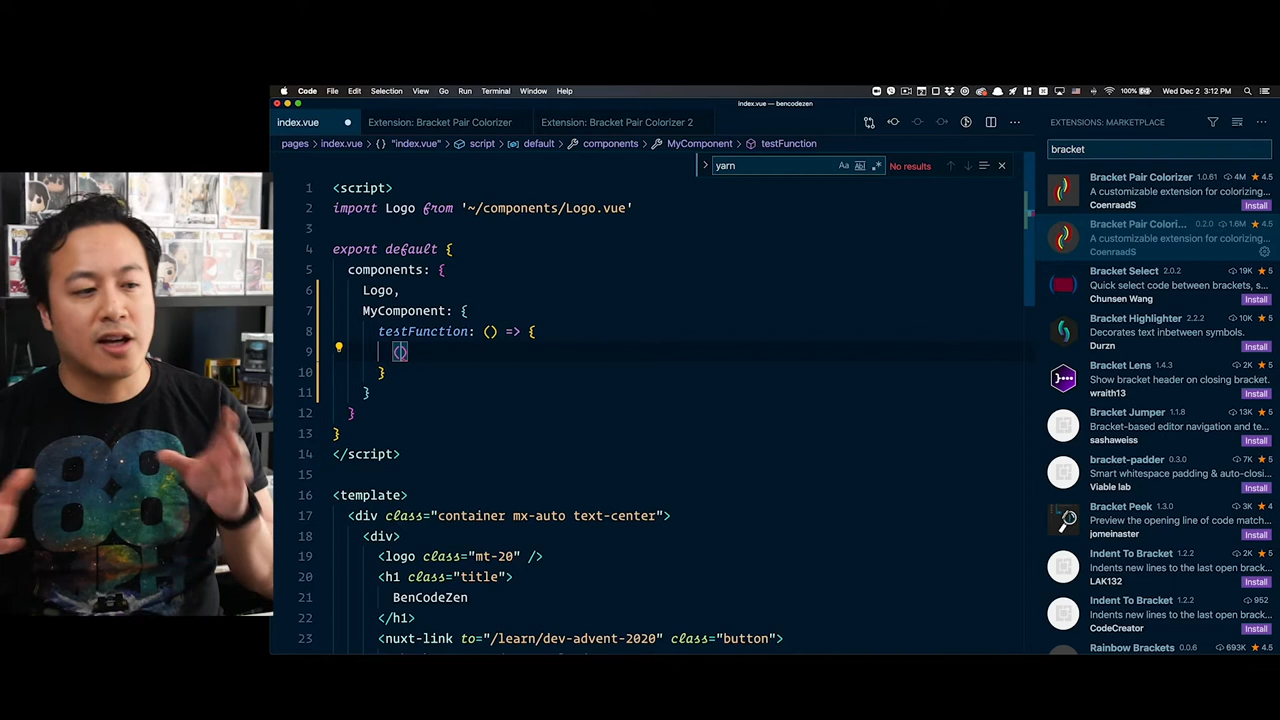 Code File Edit Selection View Go Run Terminal Window Help
100% Wed Dec 2 3:12 PM
index.vue — bencodezen
index.vue Extension: Bracket Pair Colorizer Extension: Bracket Pair Colorizer 2
pages > index.vue > {} "index.vue" > script > default > components > MyComponent > testFunction
yarn Aa ab .* No results
1 <script>
2 import Logo from '~/components/Logo.vue'
3
4 export default {
5 components: {
6 Logo,
7 MyComponent: {
8 testFunction: () => {
9 ()
10 }
11 }
12 }
13 }
14 </script>
15
16 <template>
17 <div class="container mx-auto text-center">
18 <div>
19 <logo class="mt-20" />
20 <h1 class="title">
21 BenCodeZen
22 </h1>
23 <nuxt-link to="/learn/dev-advent-2020" class="button">
EXTENSIONS: MARKETPLACE
bracket
Bracket Pair Colorizer 1.0.61 4M 4.5
A customizable extension for colorizing...
CoenraadS Install
Bracket Pair Colori... 0.2.0 1.6M 4.5
A customizable extension for colorizing...
CoenraadS
Bracket Select 2.0.2 19K 5
Quick select code between brackets, s...
Chunsen Wang Install
Bracket Highlighter 2.2.2 10K 5
Decorates text inbetween symbols.
Durzn Install
Bracket Lens 1.4.3 2K 5
Show bracket header on closing bracket.
wraith13 Install
Bracket Jumper 1.1.8 13K 5
Bracket-based editor navigation and te...
sashaweiss Install
bracket-padder 0.3.0 7K 5
Smart whitespace padding & auto-closi...
Viable lab Install
Bracket Peek 1.3.0 3K 4
Preview the opening line of code match...
jomeinaster Install
Indent To Bracket 1.2.2 2K 5
Indents new lines to the last open brack...
LAK132 Install
Indent To Bracket 1.2.2 952
Indents new lines to the last open brack...
CodeCreator Install
Rainbow Brackets 0.0.6 693K 4.5
88